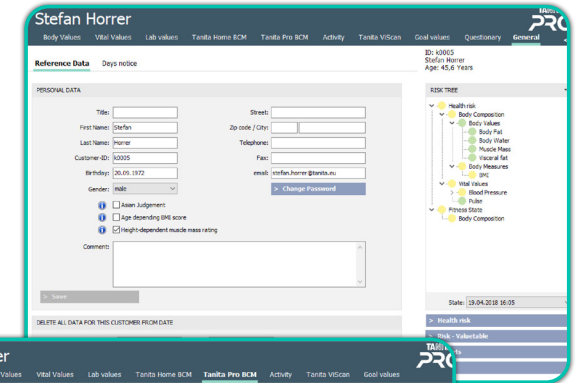 Stefan Horrer
TANITA
PRO
Body Values Vital Values Lab values Tanita Home BCM Tanita Pro BCM Activity Tanita ViScan Goal values Questionary General
Reference Data Days notice
ID: k0005
Stefan Horrer
Age: 45,6 Years
PERSONAL DATA
RISK TREE
Title:
Street:
First Name: Stefan
Zip code / City:
Last Name: Horrer
Telephone:
Customer-ID: k0005
Fax:
Birthday: 20.09.1972
email: stefan.horrer@tanita.eu
Gender: male
> Change Password
Asian Judgement
Age depending BMI score
Height-dependent muscle mass rating
Comment:
> Save
Health risk
Body Composition
Body Values
Body Fat
Body Water
Muscle Mass
Visceral fat
Body Measures
BMI
Vital Values
Blood Pressure
Pulse
Fitness State
Body Composition
State: 19.04.2018 16:05
> Health risk
> Risk - Valuetable
DELETE ALL DATA FOR THIS CUSTOMER FROM DATE
er
Values Vital Values Lab values Tanita Home BCM Tanita Pro BCM Activity Tanita ViScan Goal values
PRO